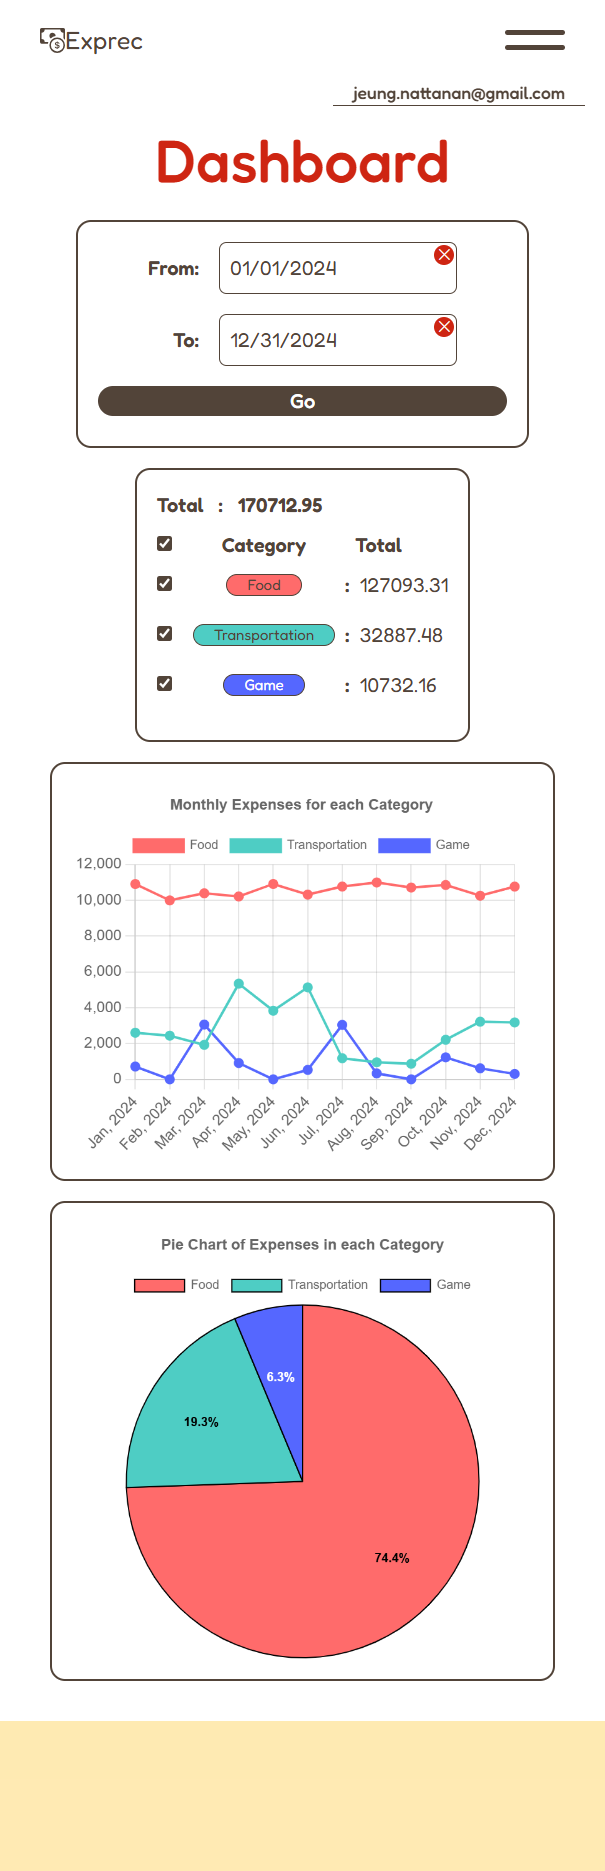 Exprec
jeung.nattanan@gmail.com
Dashboard
From: 01/01/2024
To: 12/31/2024
Go
Total : 170712.95
Category Total
Food : 127093.31
Transportation : 32887.48
Game : 10732.16
Monthly Expenses for each Category
Food Transportation Game
12,000
10,000
8,000
6,000
4,000
2,000
0
Jan, 2024 Feb, 2024 Mar, 2024 Apr, 2024 May, 2024 Jun, 2024 Jul, 2024 Aug, 2024 Sep, 2024 Oct, 2024 Nov, 2024 Dec, 2024
Pie Chart of Expenses in each Category
Food Transportation Game
6.3%
19.3%
74.4%